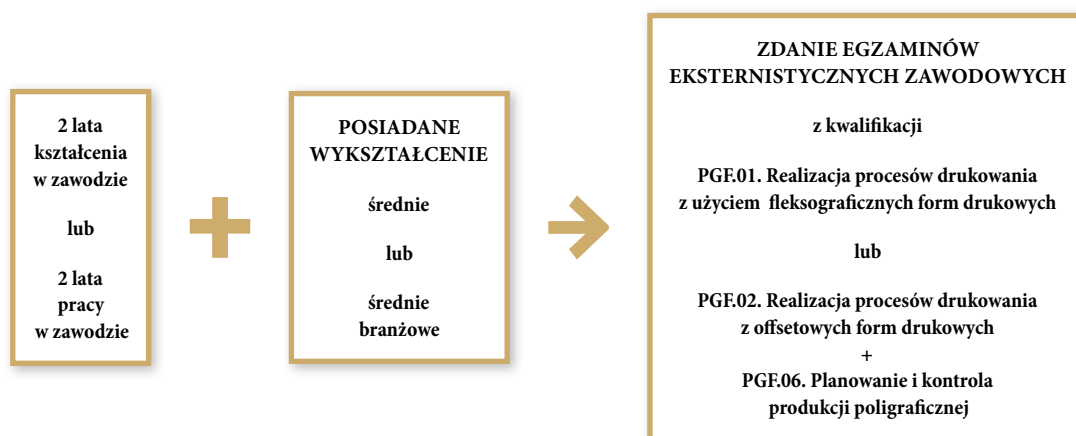 2 lata
kształcenia
w zawodzie
lub
2 lata
pracy
w zawodzie
POSIADANE
WYKSZTAŁCENIE
średnie
lub
średnie
branżowe
ZDANIE EGZAMINÓW
EKSTERNISTYCZNYCH ZAWODOWYCH
z kwalifikacji
PGF.01. Realizacja procesów drukowania
z użyciem fleksograficznych form drukowych
lub
PGF.02. Realizacja procesów drukowania
z offsetowych form drukowych
+
PGF.06. Planowanie i kontrola
produkcji poligraficznej